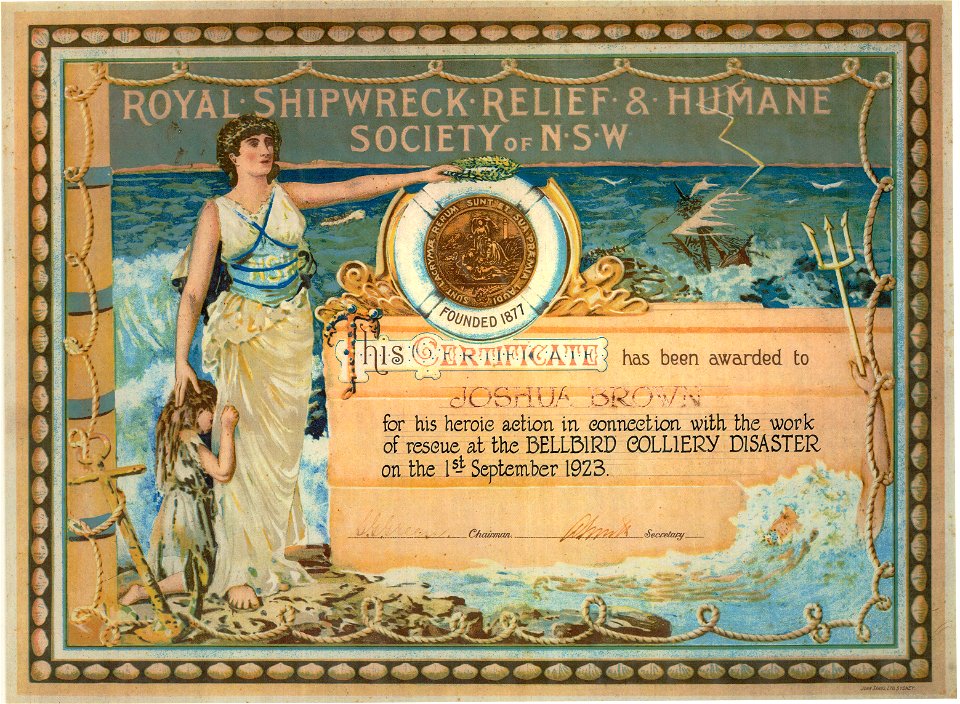 ROYAL·SHIPWRECK·RELIEF·&·HUMANE
SOCIETY OF N·S·W
FOUNDED 1877
This CERTIFICATE has been awarded to
JOSHUA BROWN
for his heroic action in connection with the work
of rescue at the BELLBIRD COLLIERY DISASTER
on the 1st September 1923.
Chairman.
Secretary